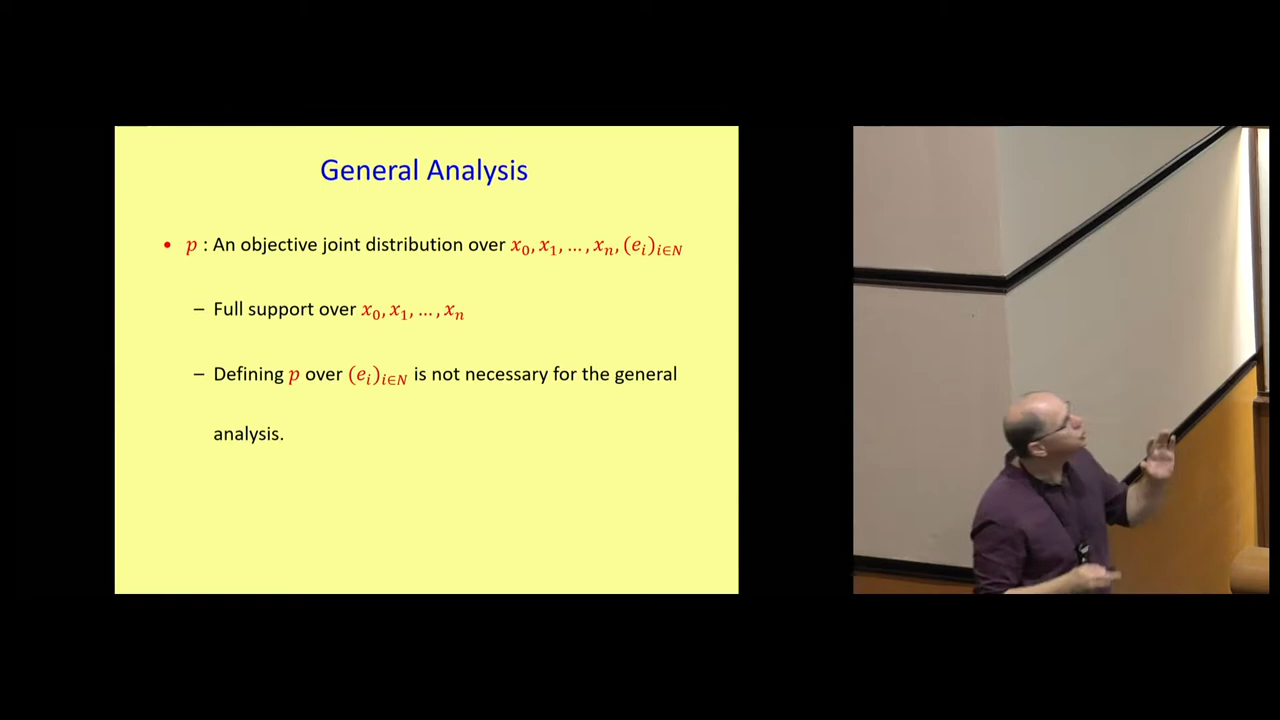 General Analysis
• p : An objective joint distribution over x₀, x₁, … , xₙ, (eᵢ)ᵢ∈N
– Full support over x₀, x₁, … , xₙ
– Defining p over (eᵢ)ᵢ∈N is not necessary for the general
analysis.